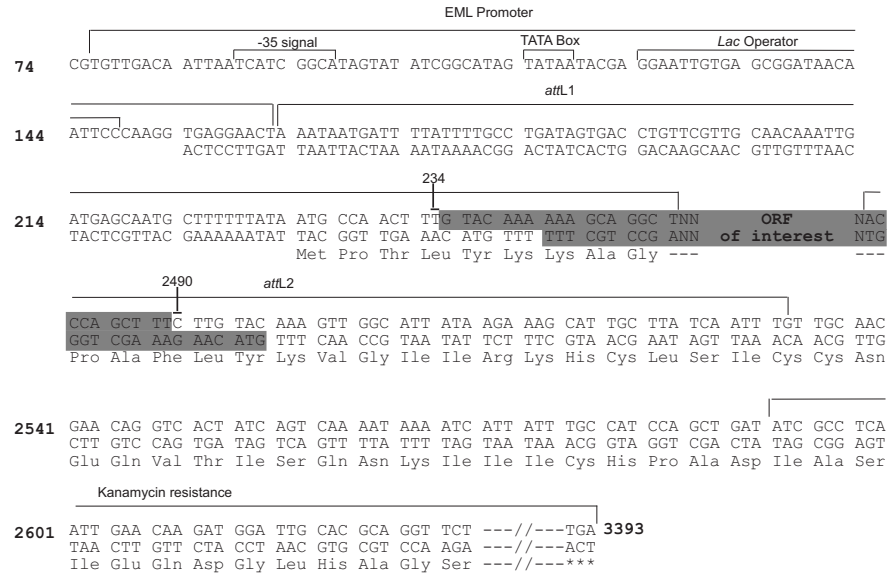 EML Promoter
-35 signal TATA Box Lac Operator
74 CGTGTTGACA ATTAATCATC GGCATAGTAT ATCGGCATAG TATAATACGA GGAATTGTGA GCGGATAACA
attL1
144 ATTCCCAAGG TGAGGAACTA AATAATGATT TTATTTTGCC TGATAGTGAC CTGTTCGTTG CAACAAATTG
ACTCCTTGAT TAATTACTAAA AATAAAACGG ACTATCACTGG GACAAGCAAC GTTGTTTAAC
234
214 ATGAGCAATG CTTTTTTATA ATG CCA ACT TTG TAC AAA AAA GCA GGC TNN ORF NAC
TACTCGTTAC GAAAAAATAT TAC GGT TGA AAC ATG TTT TTT CGT CCG ANN of interest NTG
Met Pro Thr Leu Tyr Lys Lys Ala Gly --- ---
2490 attL2
CCA GCT TTC TTG TAC AAA GTT GGC ATT ATA AGA AAG CAT TGC TTA TCA ATT TGT TGC AAC
GGT CGA AAG AAC ATG TTT CAA CCG TAA TAT TCT TTC GTA ACG AAT AGT TAA ACA ACG TTG
Pro Ala Phe Leu Tyr Lys Val Gly Ile Ile Arg Lys His Cys Leu Ser Ile Cys Cys Asn
2541 GAA CAG GTC ACT ATC AGT CAA AAT AAA ATC ATT ATT TGC CAT CCA GCT GAT ATC GCC TCA
CTT GTC CAG TGA TAG TCA GTT TTA TTT TAG TAA TAA ACG GTA GGT CGA CTA TAG CGG AGT
Glu Gln Val Thr Ile Ser Gln Asn Lys Ile Ile Ile Cys His Pro Ala Asp Ile Ala Ser
Kanamycin resistance
2601 ATT GAA CAA GAT GGA TTG CAC GCA GGT TCT ---//---TGA 3393
TAA CTT GTT CTA CCT AAC GTG CGT CCA AGA ---//---ACT
Ile Glu Gln Asp Gly Leu His Ala Gly Ser ---//---***